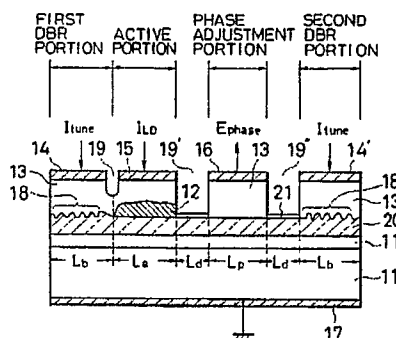 FIRST DBR PORTION
ACTIVE PORTION
PHASE ADJUSTMENT PORTION
SECOND DBR PORTION
Itune ILD Ephase Itune
14 19 15 19' 16 19" 14'
13 12 13 21
18 18
13
20
11
Lb La Ld Lp Ld Lb
11
17